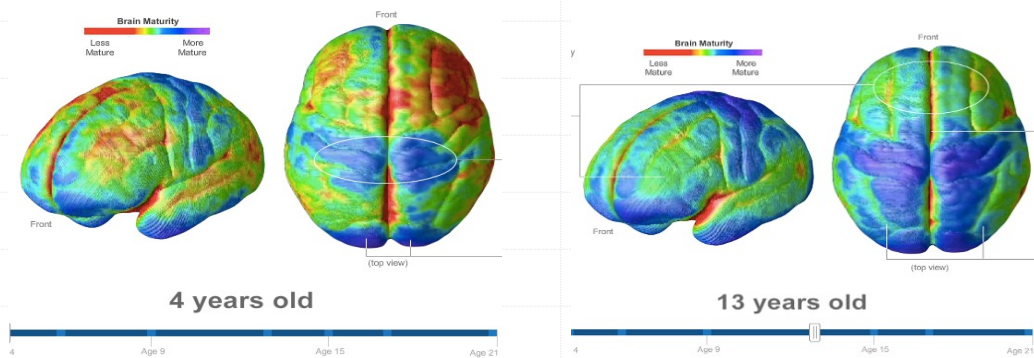 Front
Brain Maturity
Less Mature
More Mature
Front
(top view)
4 years old
4
Age 9
Age 15
Age 21
y
Front
Brain Maturity
Less Mature
More Mature
Front
(top view)
13 years old
4
Age 9
Age 15
Age 21